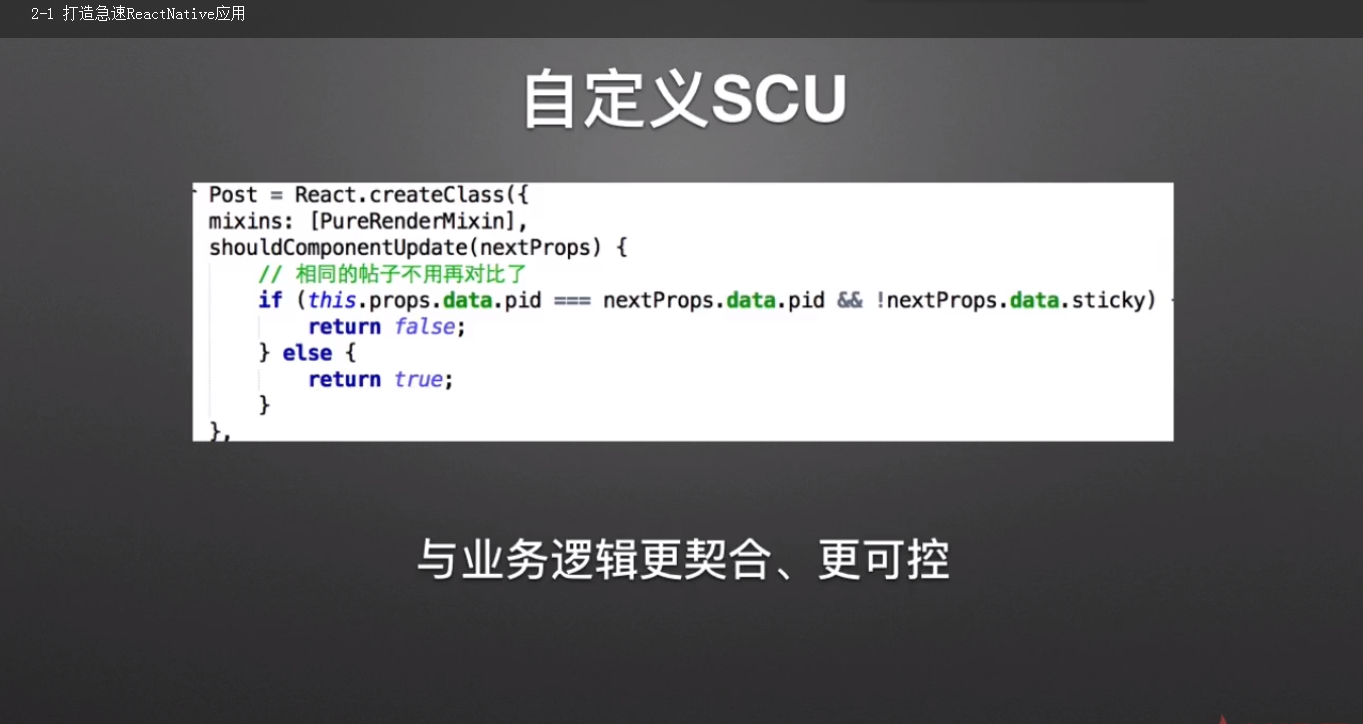 2-1 打造急速ReactNative应用
自定义SCU
Post = React.createClass({
mixins: [PureRenderMixin],
shouldComponentUpdate(nextProps) {
// 相同的帖子不用再对比了
if (this.props.data.pid === nextProps.data.pid && !nextProps.data.sticky)
return false;
} else {
return true;
}
},
与业务逻辑更契合、更可控